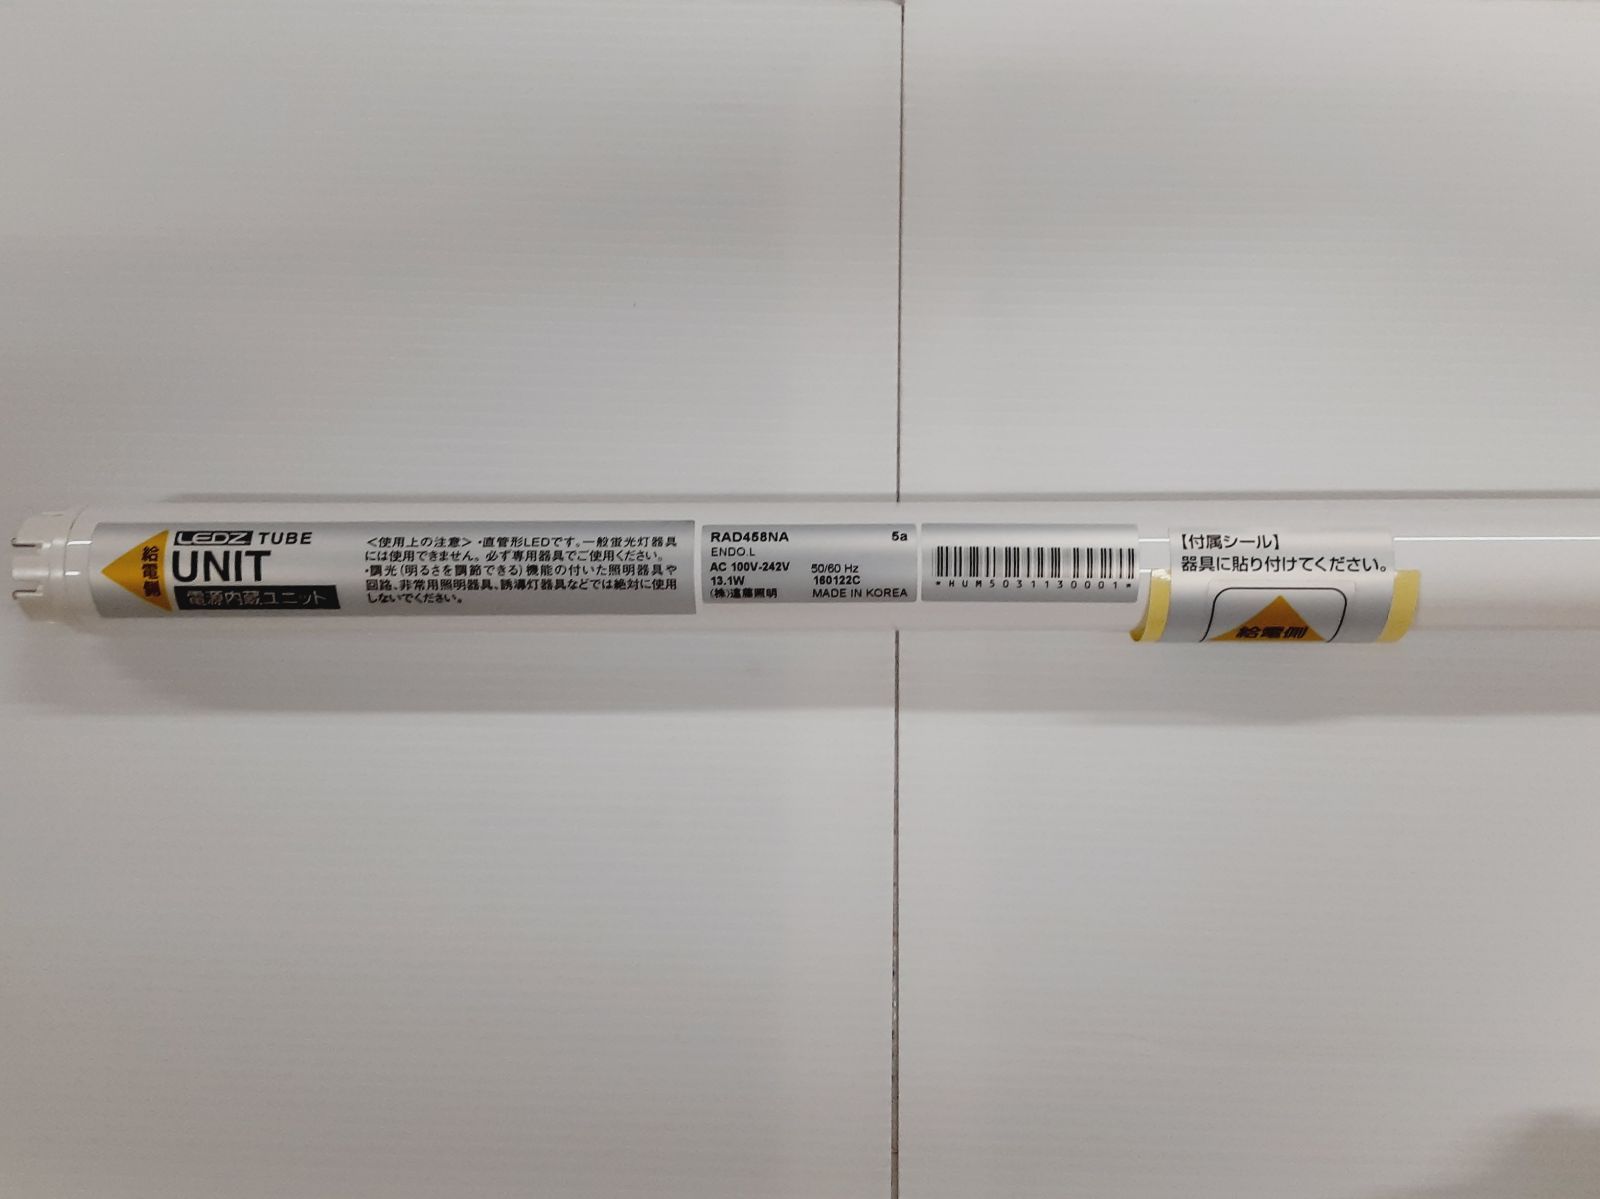 給電側
LEDZ TUBE
UNIT
電源内蔵ユニット
<使用上の注意>・直管形LEDです。一般蛍光灯器具
には使用できません。必ず専用器具でご使用ください。
・調光(明るさを調節できる)機能の付いた照明器具や
回路、非常用照明器具、誘導灯器具などでは絶対に使用
しないでください。
RAD458NA 5a
ENDO.L
AC 100V-242V 50/60 Hz
13.1W 160122C
(株)遠藤照明 MADE IN KOREA
*HUM5031130001*
【付属シール】
器具に貼り付けてください。
給電側